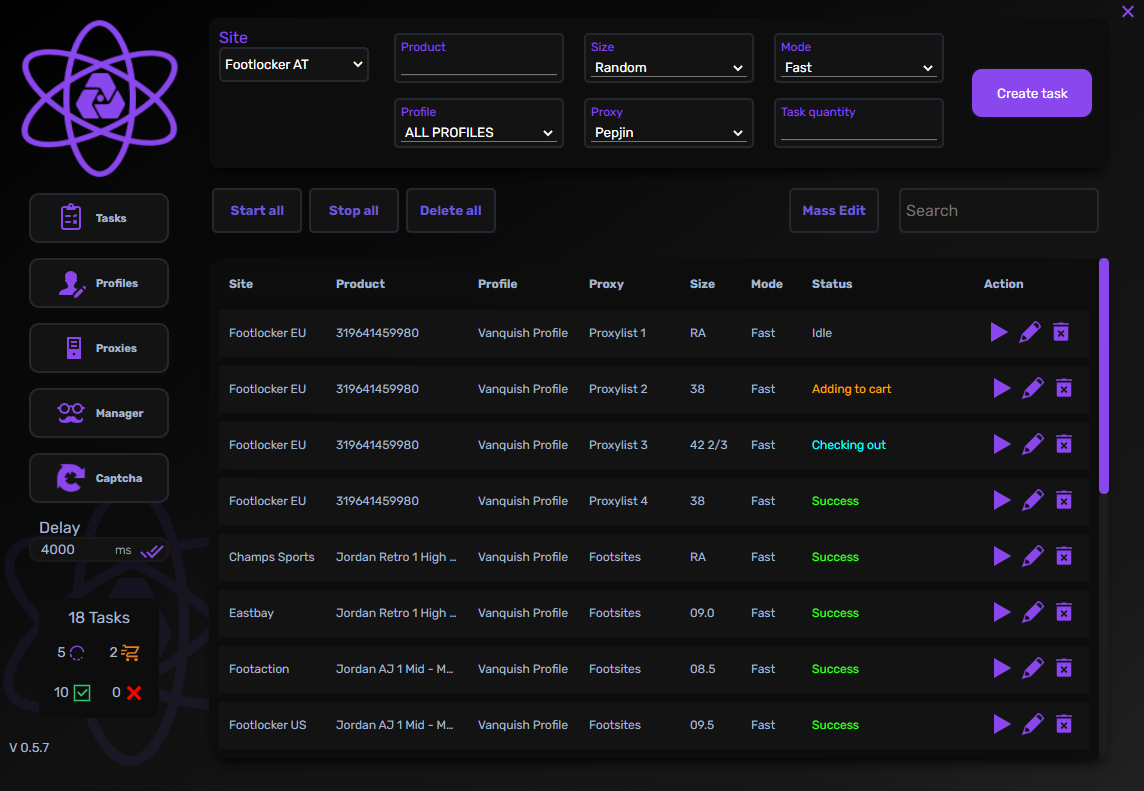 Site
Footlocker AT
Product
Size
Random
Mode
Fast
Create task
Profile
ALL PROFILES
Proxy
Pepjin
Task quantity
Tasks
Profiles
Proxies
Manager
Captcha
Delay
4000 ms
18 Tasks
5 2
10 0
V 0.5.7
Start all Stop all Delete all Mass Edit Search
Site Product Profile Proxy Size Mode Status Action
Footlocker EU 319641459980 Vanquish Profile Proxylist 1 RA Fast Idle
Footlocker EU 319641459980 Vanquish Profile Proxylist 2 38 Fast Adding to cart
Footlocker EU 319641459980 Vanquish Profile Proxylist 3 42 2/3 Fast Checking out
Footlocker EU 319641459980 Vanquish Profile Proxylist 4 38 Fast Success
Champs Sports Jordan Retro 1 High ... Vanquish Profile Footsites RA Fast Success
Eastbay Jordan Retro 1 High ... Vanquish Profile Footsites 09.0 Fast Success
Footaction Jordan AJ 1 Mid - M... Vanquish Profile Footsites 08.5 Fast Success
Footlocker US Jordan AJ 1 Mid - M... Vanquish Profile Footsites 09.5 Fast Success